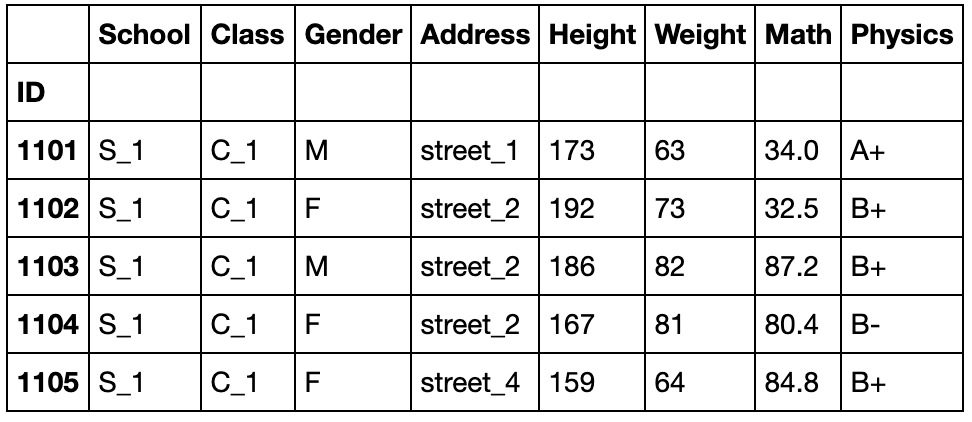 School Class Gender Address Height Weight Math Physics
ID
1101 S_1 C_1 M street_1 173 63 34.0 A+
1102 S_1 C_1 F street_2 192 73 32.5 B+
1103 S_1 C_1 M street_2 186 82 87.2 B+
1104 S_1 C_1 F street_2 167 81 80.4 B-
1105 S_1 C_1 F street_4 159 64 84.8 B+